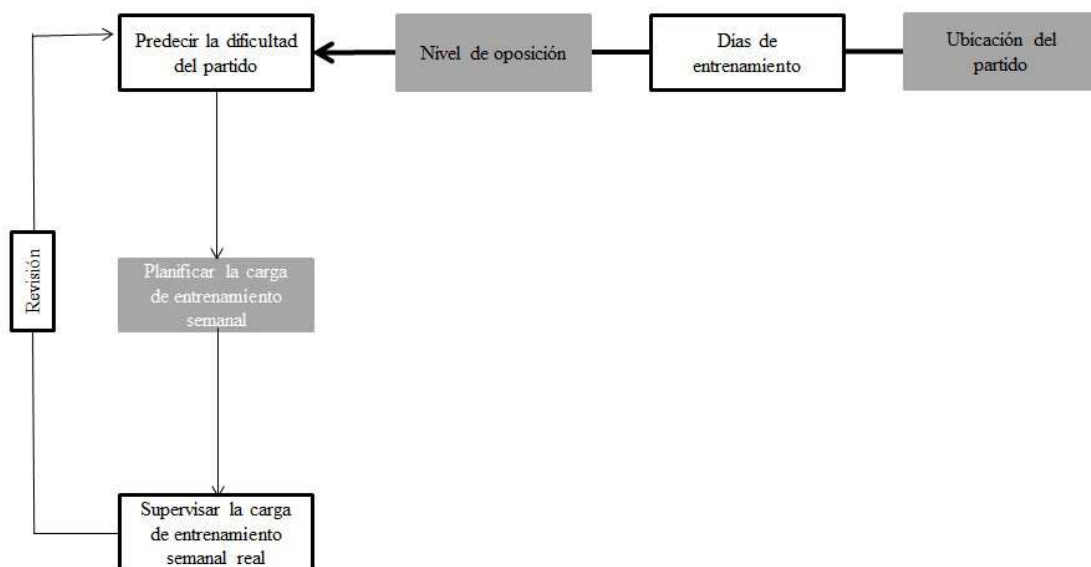 Predecir la dificultad
del partido
Nivel de oposición
Días de
entrenamiento
Ubicación del
partido
Revisión
Planificar la carga
de entrenamiento
semanal
Supervisar la carga
de entrenamiento
semanal real